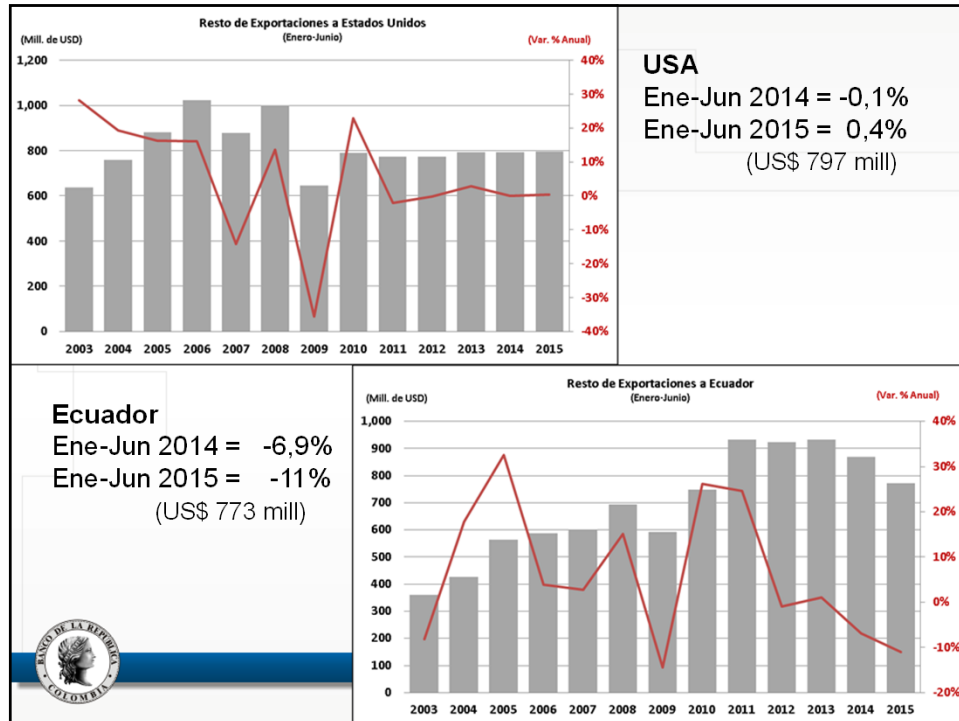 Resto de Exportaciones a Estados Unidos
(Mill. de USD) (Enero-Junio) (Var. % Anual)
1,200 40%
30%
1,000
20%
800 10%
600 0%
-10%
400
-20%
200
-30%
0 -40%
2003 2004 2005 2006 2007 2008 2009 2010 2011 2012 2013 2014 2015
USA
Ene-Jun 2014 = -0,1%
Ene-Jun 2015 = 0,4%
(US$ 797 mill)
Ecuador
Ene-Jun 2014 = -6,9%
Ene-Jun 2015 = -11%
(US$ 773 mill)
BANCO DE LA REPUBLICA
COLOMBIA
Resto de Exportaciones a Ecuador
(Mill. de USD) (Enero-Junio) (Var. % Anual)
1,000 40%
900
30%
800
700
20%
600
500 10%
400
0%
300
200
-10%
100
0 -20%
2003 2004 2005 2006 2007 2008 2009 2010 2011 2012 2013 2014 2015